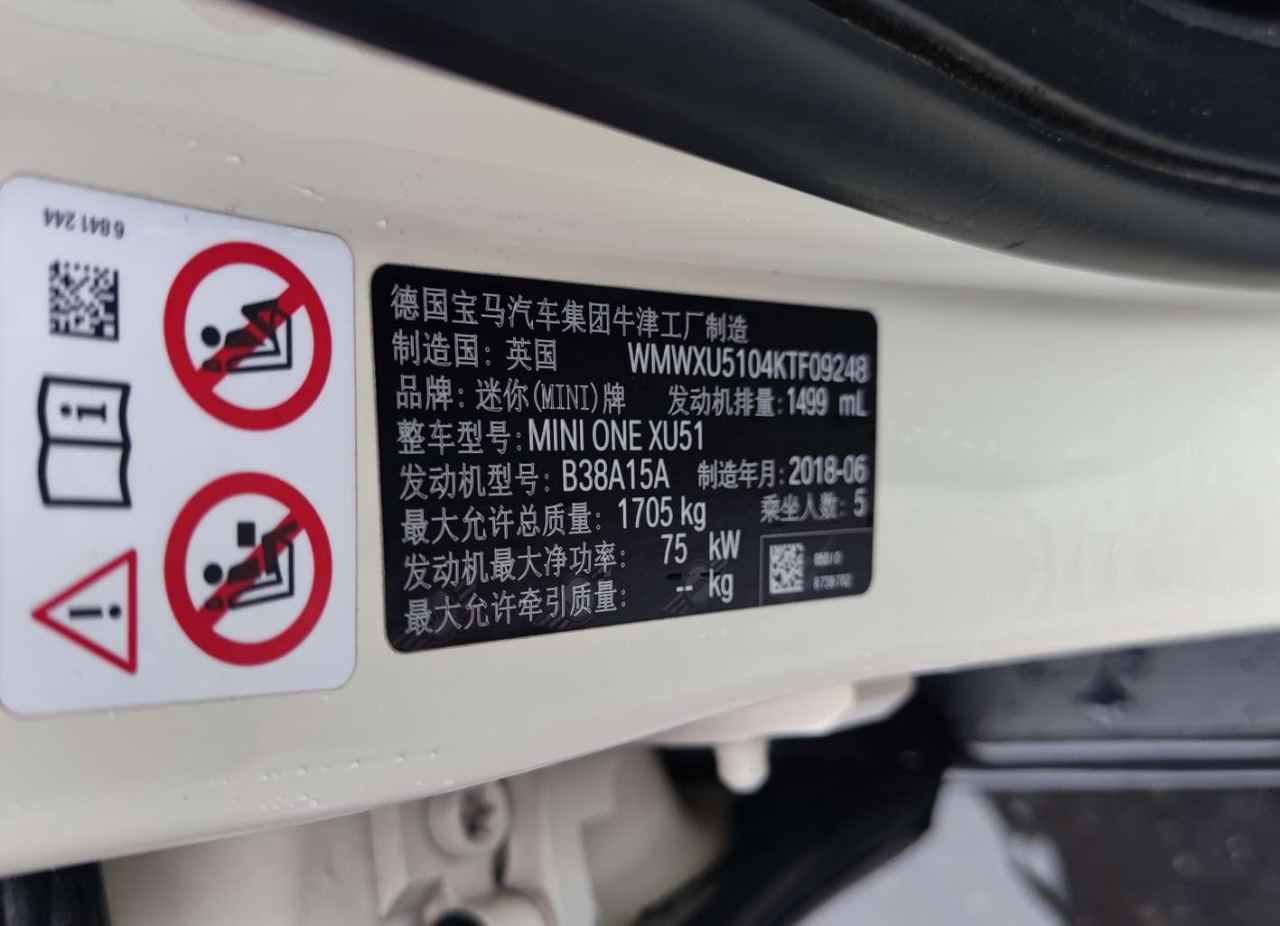 6 841 244
德国宝马汽车集团牛津工厂制造
制造国: 英国 WMWXU5104KTF09248
品牌: 迷你(MINI)牌 发动机排量: 1499 mL
整车型号: MINI ONE XU51
发动机型号: B38A15A 制造年月: 2018-06
最大允许总质量: 1705 kg 乘坐人数: 5
发动机最大净功率: 75 kW
最大允许牵引质量: -- kg